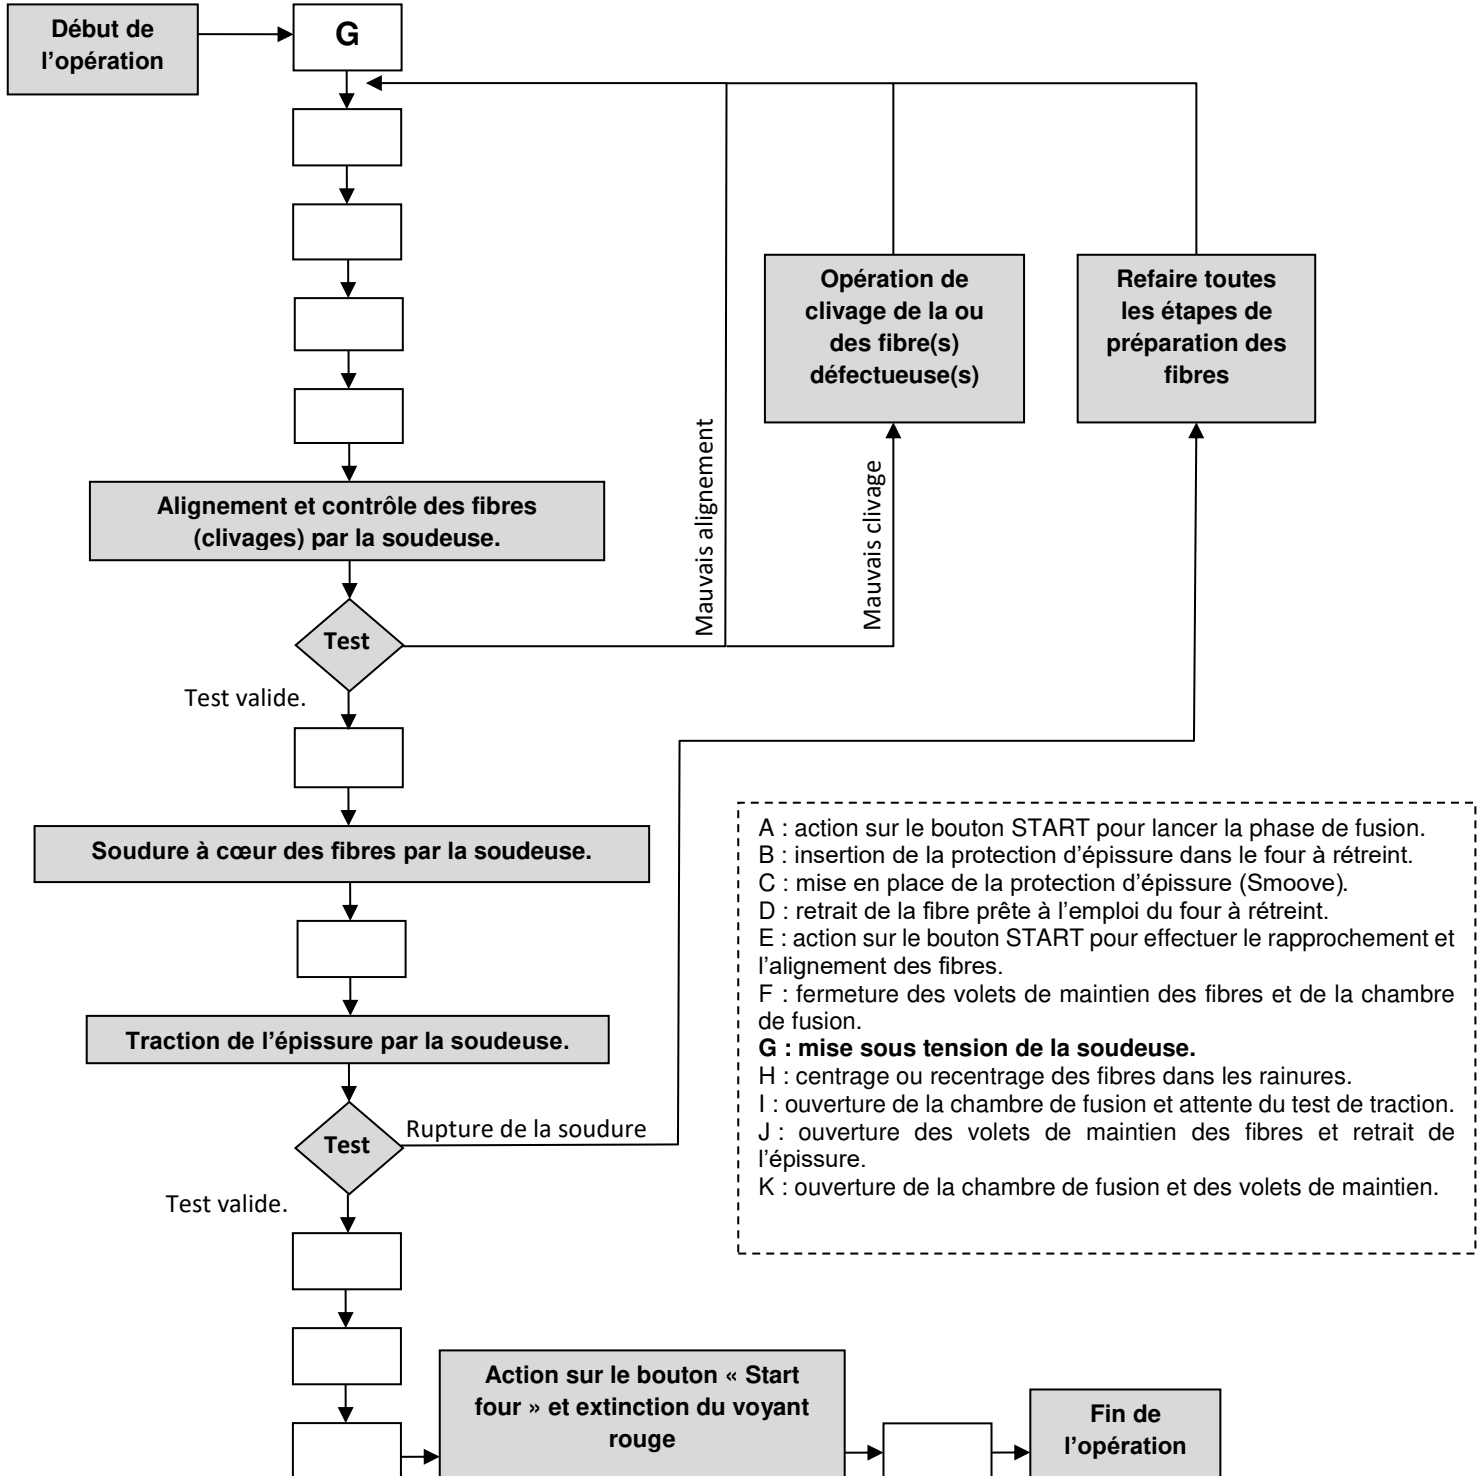 Début de
l’opération
G
Opération de
clivage de la ou
des fibre(s)
défectueuse(s)
Refaire toutes
les étapes de
préparation des
fibres
Mauvais alignement
Mauvais clivage
Alignement et contrôle des fibres
(clivages) par la soudeuse.
Test
Test valide.
Soudure à cœur des fibres par la soudeuse.
Traction de l’épissure par la soudeuse.
Test
Rupture de la soudure
Test valide.
A : action sur le bouton START pour lancer la phase de fusion.
B : insertion de la protection d’épissure dans le four à rétreint.
C : mise en place de la protection d’épissure (Smoove).
D : retrait de la fibre prête à l’emploi du four à rétreint.
E : action sur le bouton START pour effectuer le rapprochement et
l’alignement des fibres.
F : fermeture des volets de maintien des fibres et de la chambre
de fusion.
G : mise sous tension de la soudeuse.
H : centrage ou recentrage des fibres dans les rainures.
I : ouverture de la chambre de fusion et attente du test de traction.
J : ouverture des volets de maintien des fibres et retrait de
l’épissure.
K : ouverture de la chambre de fusion et des volets de maintien.
Action sur le bouton « Start
four » et extinction du voyant
rouge
Fin de
l’opération